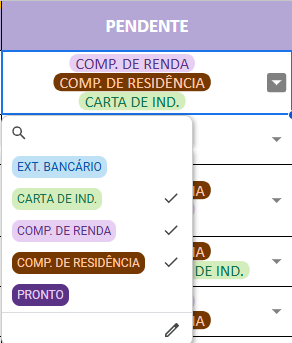 PENDENTE
COMP. DE RENDA
COMP. DE RESIDÊNCIA
CARTA DE IND.
EXT. BANCÁRIO
CARTA DE IND.
COMP. DE RENDA
COMP. DE RESIDÊNCIA
PRONTO
DE IND.